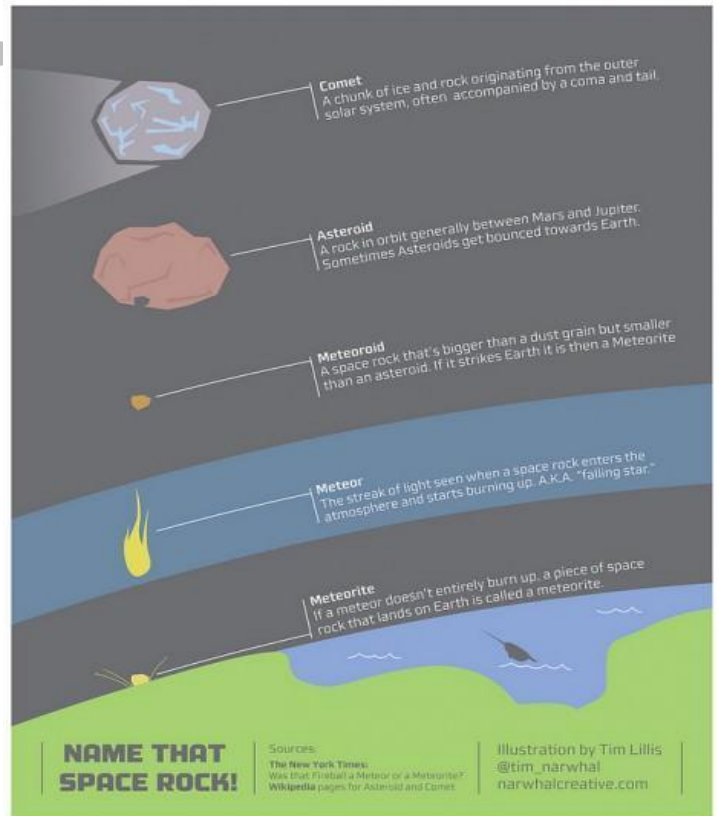 Comet
A chunk of ice and rock originating from the outer
solar system, often accompanied by a coma and tail.
Asteroid
A rock in orbit generally between Mars and Jupiter.
Sometimes Asteroids get bounced towards Earth.
Meteoroid
A space rock that's bigger than a dust grain but smaller
than an asteroid. If it strikes Earth it is then a Meteorite
Meteor
The streak of light seen when a space rock enters the
atmosphere and starts burning up. A.K.A. "falling star."
Meteorite
If a meteor doesn't entirely burn up, a piece of space
rock that lands on Earth is called a meteorite.
NAME THAT
SPACE ROCK!
Sources:
The New York Times:
Was that Fireball a Meteor or a Meteorite?
Wikipedia pages for Asteroid and Comet
Illustration by Tim Lillis
@tim_narwhal
narwhalcreative.com